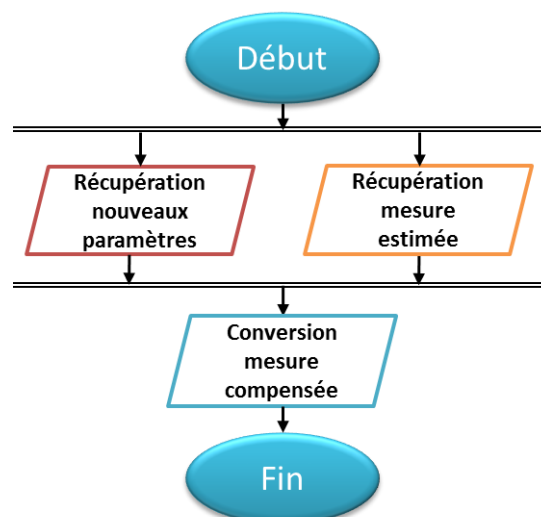 Début
Récupération
nouveaux
paramètres
Récupération
mesure
estimée
Conversion
mesure
compensée
Fin